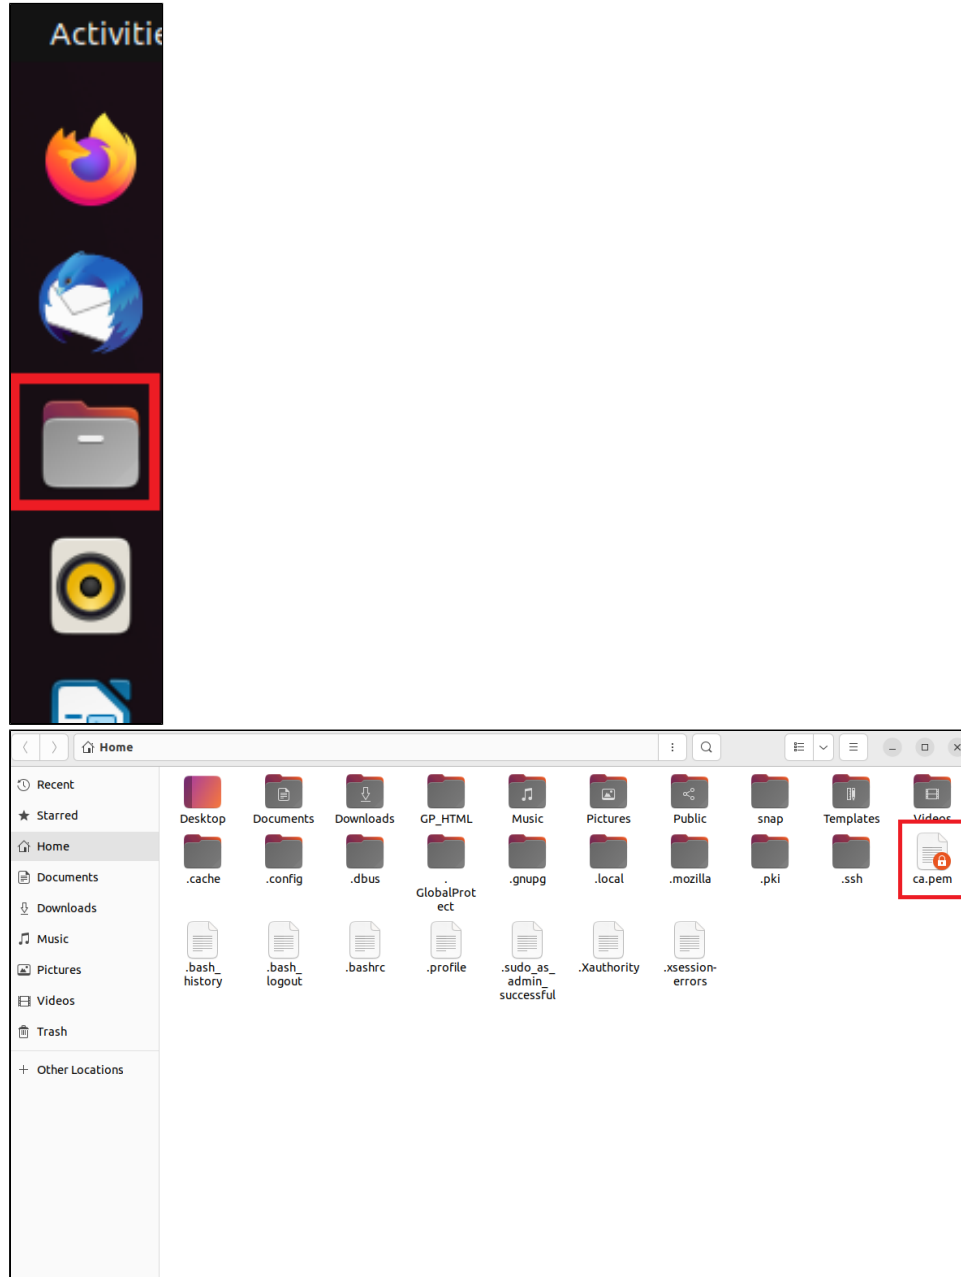 Activitie
Home
Recent
Starred
Home
Documents
Downloads
Music
Pictures
Videos
Trash
Other Locations
Desktop
Documents
Downloads
GP_HTML
Music
Pictures
Public
snap
Templates
Videos
.cache
.config
.dbus
.
GlobalProt
ect
.gnupg
.local
.mozilla
.pki
.ssh
ca.pem
.bash_
history
.bash_
logout
.bashrc
.profile
.sudo_as_
admin_
successful
.Xauthority
.xsession-
errors